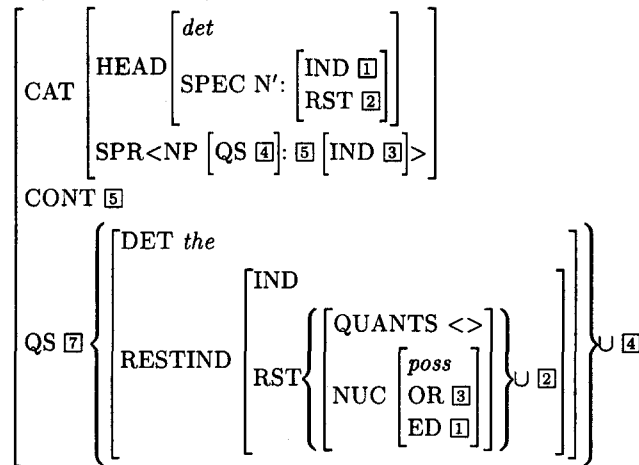 det
HEAD
SPEC N′: IND 1
RST 2
CAT
SPR<NP [QS 4]: 5 [IND 3]>
CONT 5
DET the
IND
QUANTS <>
QS 7
RESTIND
RST
poss
∪ 2
∪ 4
NUC
OR 3
ED 1